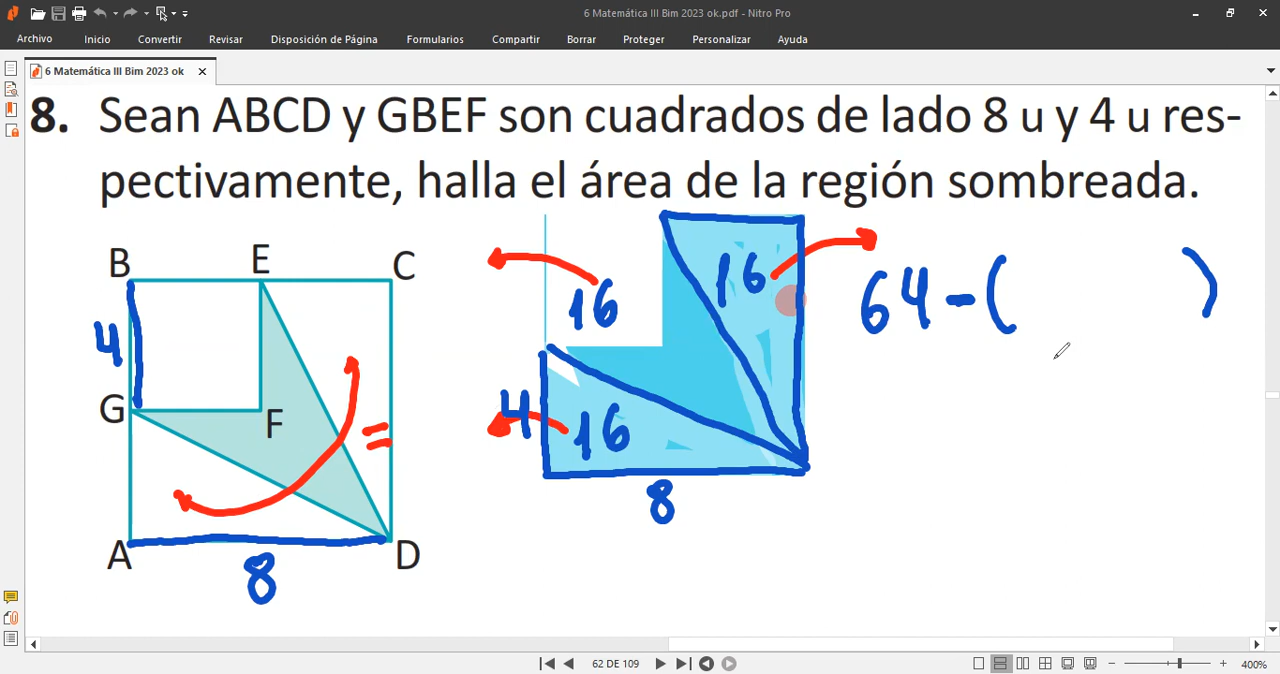 6 Matemática III Bim 2023 ok.pdf - Nitro Pro
Archivo Inicio Convertir Revisar Disposición de Página Formularios Compartir Borrar Proteger Personalizar Ayuda
6 Matemática III Bim 2023 ok
8. Sean ABCD y GBEF son cuadrados de lado 8 u y 4 u res-
pectivamente, halla el área de la región sombreada.
B E C
4
G F
A D
8
16 16
4 16
8
64 - ( )
62 DE 109
400%